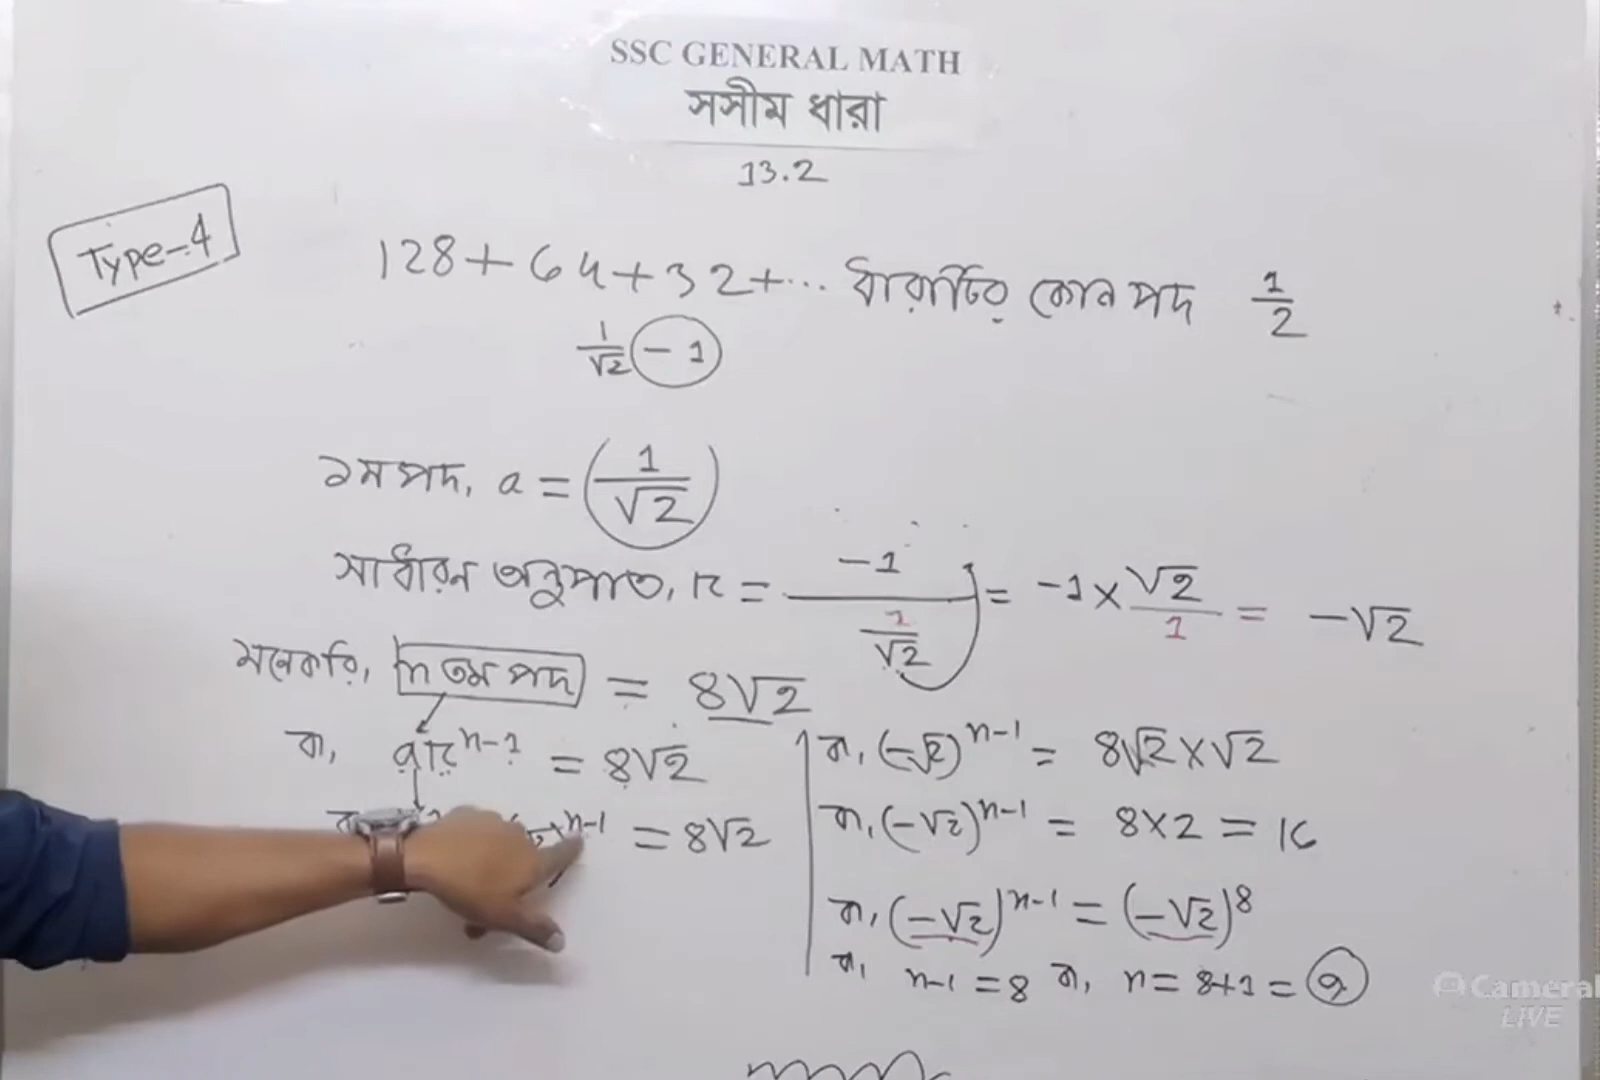 SSC GENERAL MATH
সসীম ধারা
13.2
Type-4
128+64+32+... ধারাটির কোন পদ 1/2
1/√2 - 1
১ম পদ, a = (1/√2)
সাধারন অনুপাত, r = -1 / (1/√2) = -1 × √2/1 = -√2
মনেকরি, n তম পদ = 8√2
বা, ar^(n-1) = 8√2
^(n-1) = 8√2
বা, (-√2)^(n-1) = 8√2 × √2
বা, (-√2)^(n-1) = 8×2 = 16
বা, (-√2)^(n-1) = (-√2)^8
বা, n-1 = 8 বা, n = 8+1 = 9
Camera
LIVE